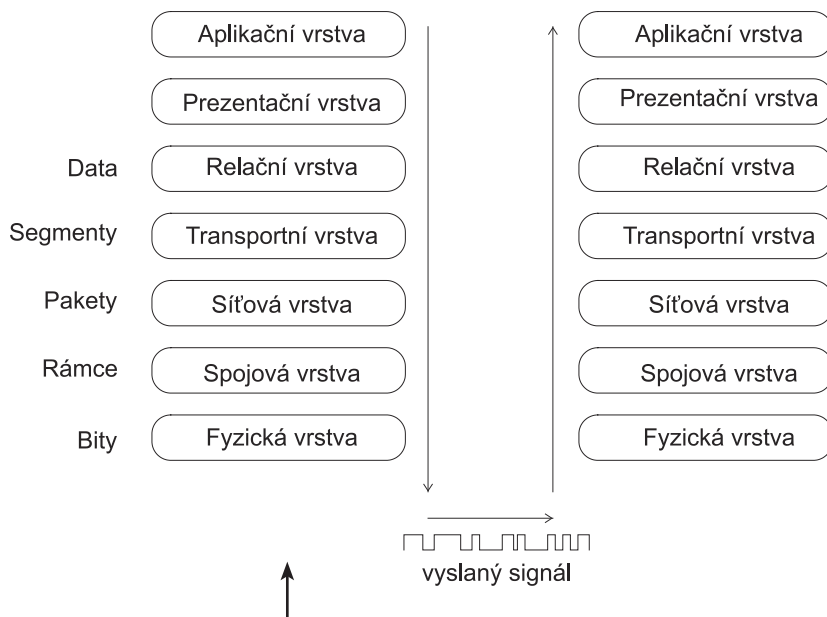 Aplikační vrstva Aplikační vrstva
Prezentační vrstva Prezentační vrstva
Data Relační vrstva Relační vrstva
Segmenty Transportní vrstva Transportní vrstva
Pakety Síťová vrstva Síťová vrstva
Rámce Spojová vrstva Spojová vrstva
Bity Fyzická vrstva Fyzická vrstva
vyslaný signál